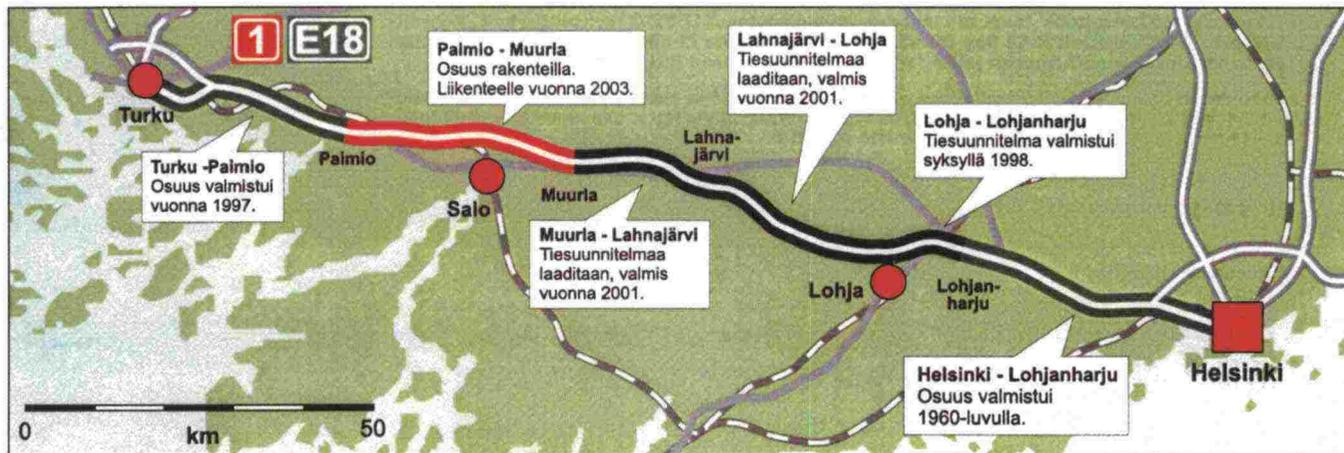 1 E18
Paimio - Muurla
Osuus rakenteilla.
Liikenteelle vuonna 2003.
Lahnajärvi - Lohja
Tiesuunnitelmaa
laaditaan, valmis
vuonna 2001.
Lohja - Lohjanharju
Tiesuunnitelma valmistui
syksyllä 1998.
Turku
Paimio
Lahna-
järvi
Turku -Paimio
Osuus valmistui
vuonna 1997.
Salo
Muurla
Muurla - Lahnajärvi
Tiesuunnitelmaa
laaditaan, valmis
vuonna 2001.
Lohja
Lohjan-
harju
Helsinki - Lohjanharju
Osuus valmistui
1960-luvulla.
Helsinki
0 km 50